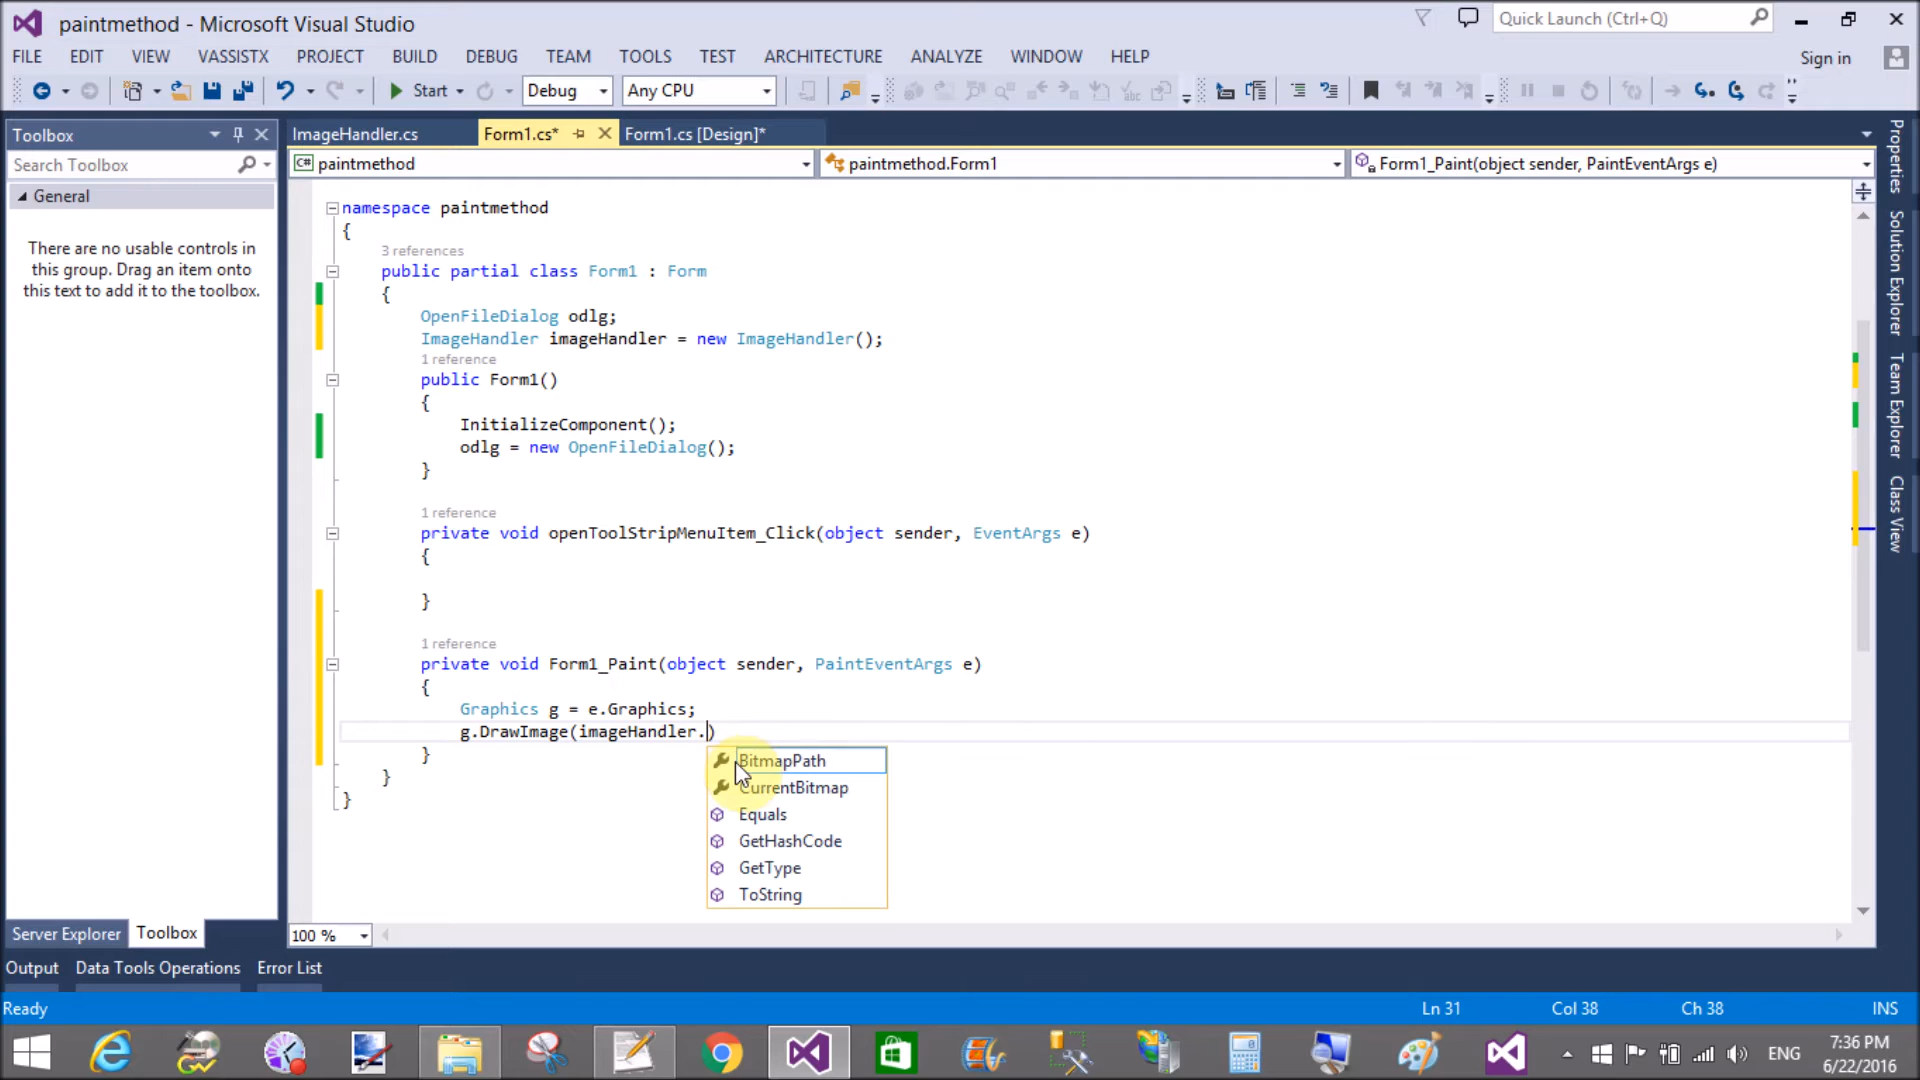 paintmethod - Microsoft Visual Studio
Quick Launch (Ctrl+Q)
FILE EDIT VIEW VASSISTX PROJECT BUILD DEBUG TEAM TOOLS TEST ARCHITECTURE ANALYZE WINDOW HELP
Sign in
Start Debug Any CPU
Toolbox
Search Toolbox
General
There are no usable controls in
this group. Drag an item onto
this text to add it to the toolbox.
Server Explorer Toolbox
ImageHandler.cs Form1.cs* Form1.cs [Design]*
C# paintmethod paintmethod.Form1 Form1_Paint(object sender, PaintEventArgs e)
namespace paintmethod
{
3 references
public partial class Form1 : Form
{
OpenFileDialog odlg;
ImageHandler imageHandler = new ImageHandler();
1 reference
public Form1()
{
InitializeComponent();
odlg = new OpenFileDialog();
}
1 reference
private void openToolStripMenuItem_Click(object sender, EventArgs e)
{
}
1 reference
private void Form1_Paint(object sender, PaintEventArgs e)
{
Graphics g = e.Graphics;
g.DrawImage(imageHandler.)
}
}
}
BitmapPath
CurrentBitmap
Equals
GetHashCode
GetType
ToString
100 %
Properties
Solution Explorer
Team Explorer
Class View
Output Data Tools Operations Error List
Ready Ln 31 Col 38 Ch 38 INS
ENG
7:36 PM
6/22/2016